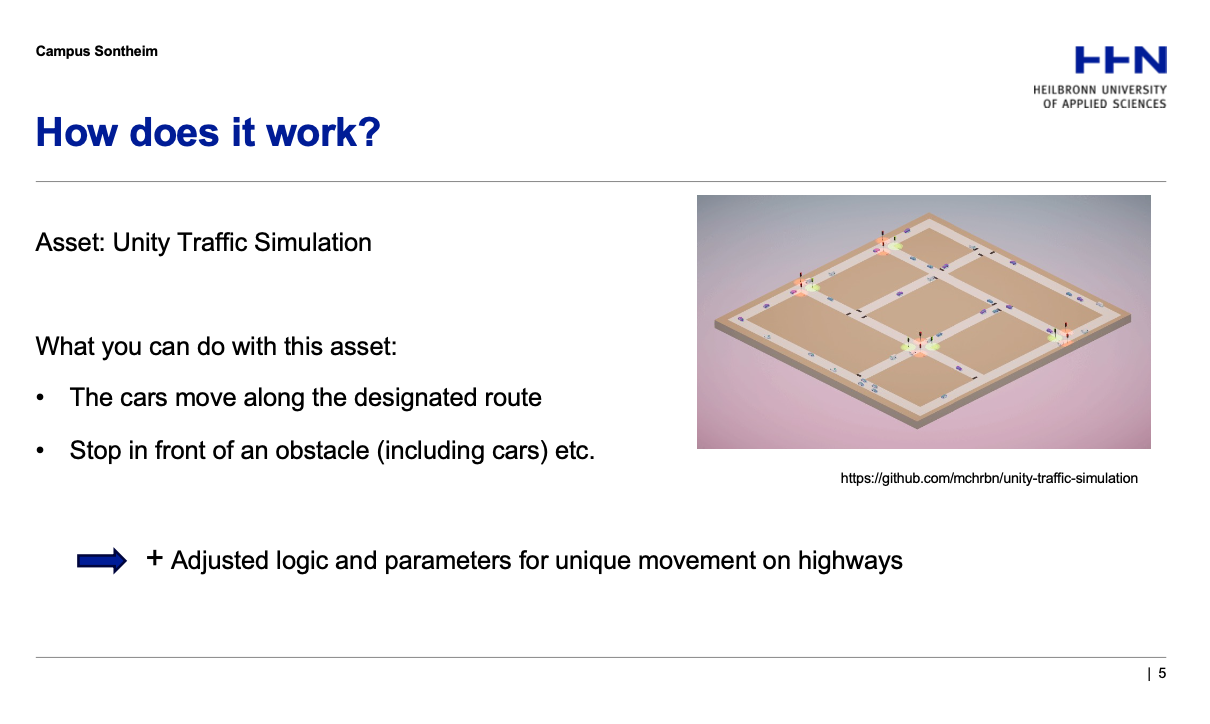 Campus Sontheim
HEILBRONN UNIVERSITY
OF APPLIED SCIENCES
How does it work?
Asset: Unity Traffic Simulation
What you can do with this asset:
• The cars move along the designated route
• Stop in front of an obstacle (including cars) etc.
https://github.com/mchrbn/unity-traffic-simulation
+ Adjusted logic and parameters for unique movement on highways
| 5